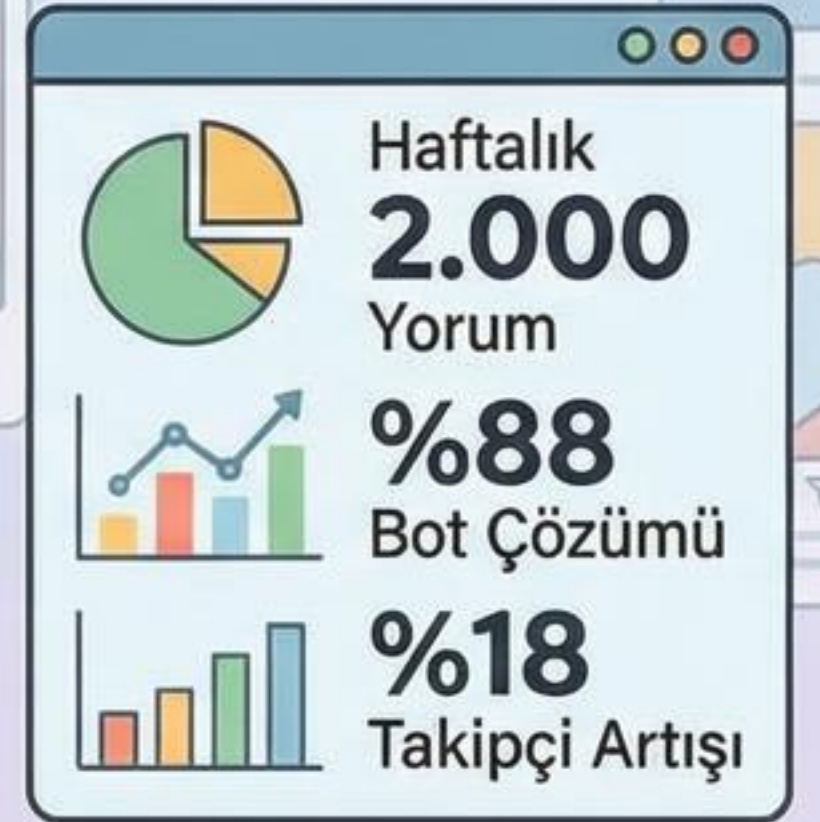 Haftalık
2.000
Yorum
%88
Bot Çözümü
%18
Takipçi Artışı